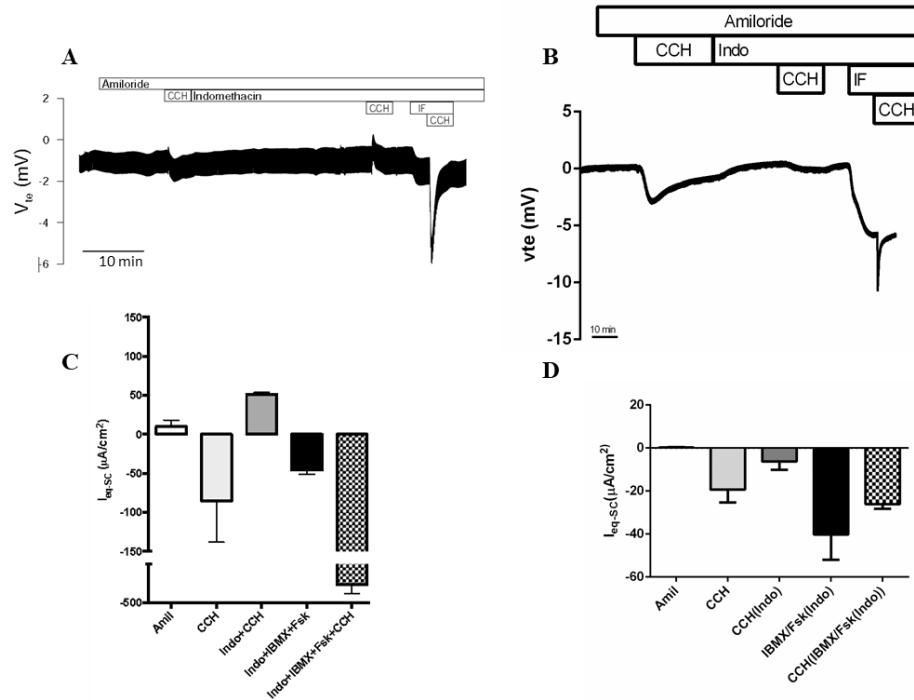 A
Amiloride
CCH Indomethacin
CCH IF
CCH
2
0
-2
-4
-6
Vte (mV)
10 min
B
Amiloride
CCH Indo
CCH IF
CCH
5
0
-5
-10
-15
vte (mV)
10 min
C
150
100
50
0
-50
-100
-150
-500
Ieq-SC (µA/cm²)
Amil
CCH
Indo+CCH
Indo+IBMX+Fsk
Indo+IBMX+Fsk+CCH
D
20
0
-20
-40
-60
Ieq-SC(µA/cm²)
Amil
CCH
CCH(Indo)
IBMX/Fsk(Indo)
CCH(IBMX/Fsk(Indo))